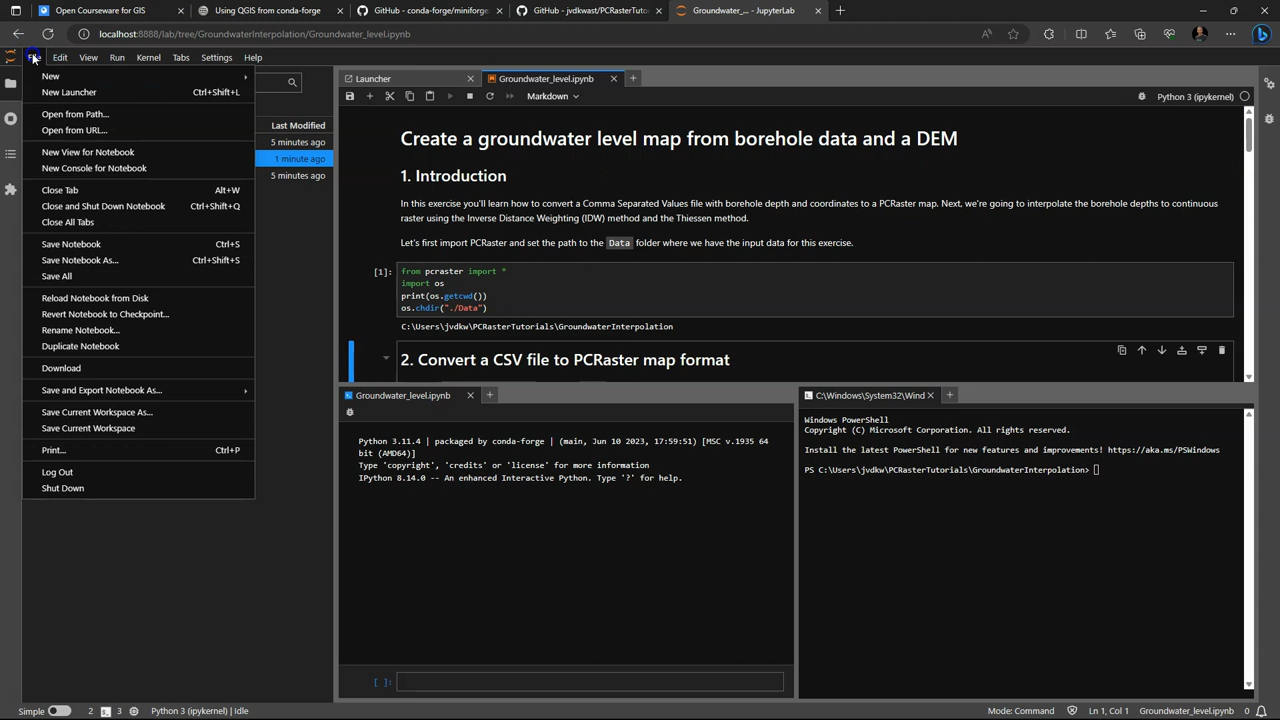 Open Courseware for GIS
Using QGIS from conda-forge
GitHub - conda-forge/miniforge
GitHub - jvdkwast/PCRasterTuto
Groundwater_... - JupyterLab
localhost:8888/lab/tree/GroundwaterInterpolation/Groundwater_level.ipynb
File Edit View Run Kernel Tabs Settings Help
New
New Launcher Ctrl+Shift+L
Open from Path...
Open from URL...
New View for Notebook
New Console for Notebook
Close Tab Alt+W
Close and Shut Down Notebook Ctrl+Shift+Q
Close All Tabs
Save Notebook Ctrl+S
Save Notebook As... Ctrl+Shift+S
Save All
Reload Notebook from Disk
Revert Notebook to Checkpoint...
Rename Notebook...
Duplicate Notebook
Download
Save and Export Notebook As...
Save Current Workspace As...
Save Current Workspace
Print... Ctrl+P
Log Out
Shut Down
Last Modified
5 minutes ago
1 minute ago
5 minutes ago
Launcher
Groundwater_level.ipynb
Markdown
Python 3 (ipykernel)
Create a groundwater level map from borehole data and a DEM
1. Introduction
In this exercise you'll learn how to convert a Comma Separated Values file with borehole depth and coordinates to a PCRaster map. Next, we're going to interpolate the borehole depths to continuous
raster using the Inverse Distance Weighting (IDW) method and the Thiessen method.
Let's first import PCRaster and set the path to the Data folder where we have the input data for this exercise.
[1]:
from pcraster import *
import os
print(os.getcwd())
os.chdir("./Data")
C:\Users\jvdkw\PCRasterTutorials\GroundwaterInterpolation
2. Convert a CSV file to PCRaster map format
Groundwater_level.ipynb
Python 3.11.4 | packaged by conda-forge | (main, Jun 10 2023, 17:59:51) [MSC v.1935 64
bit (AMD64)]
Type 'copyright', 'credits' or 'license' for more information
IPython 8.14.0 -- An enhanced Interactive Python. Type '?' for help.
[ ]:
C:\Windows\System32\Wind
Windows PowerShell
Copyright (C) Microsoft Corporation. All rights reserved.
Install the latest PowerShell for new features and improvements! https://aka.ms/PSWindows
PS C:\Users\jvdkw\PCRasterTutorials\GroundwaterInterpolation>
Simple 2 3 Python 3 (ipykernel) | Idle
Mode: Command Ln 1, Col 1 Groundwater_level.ipynb 0